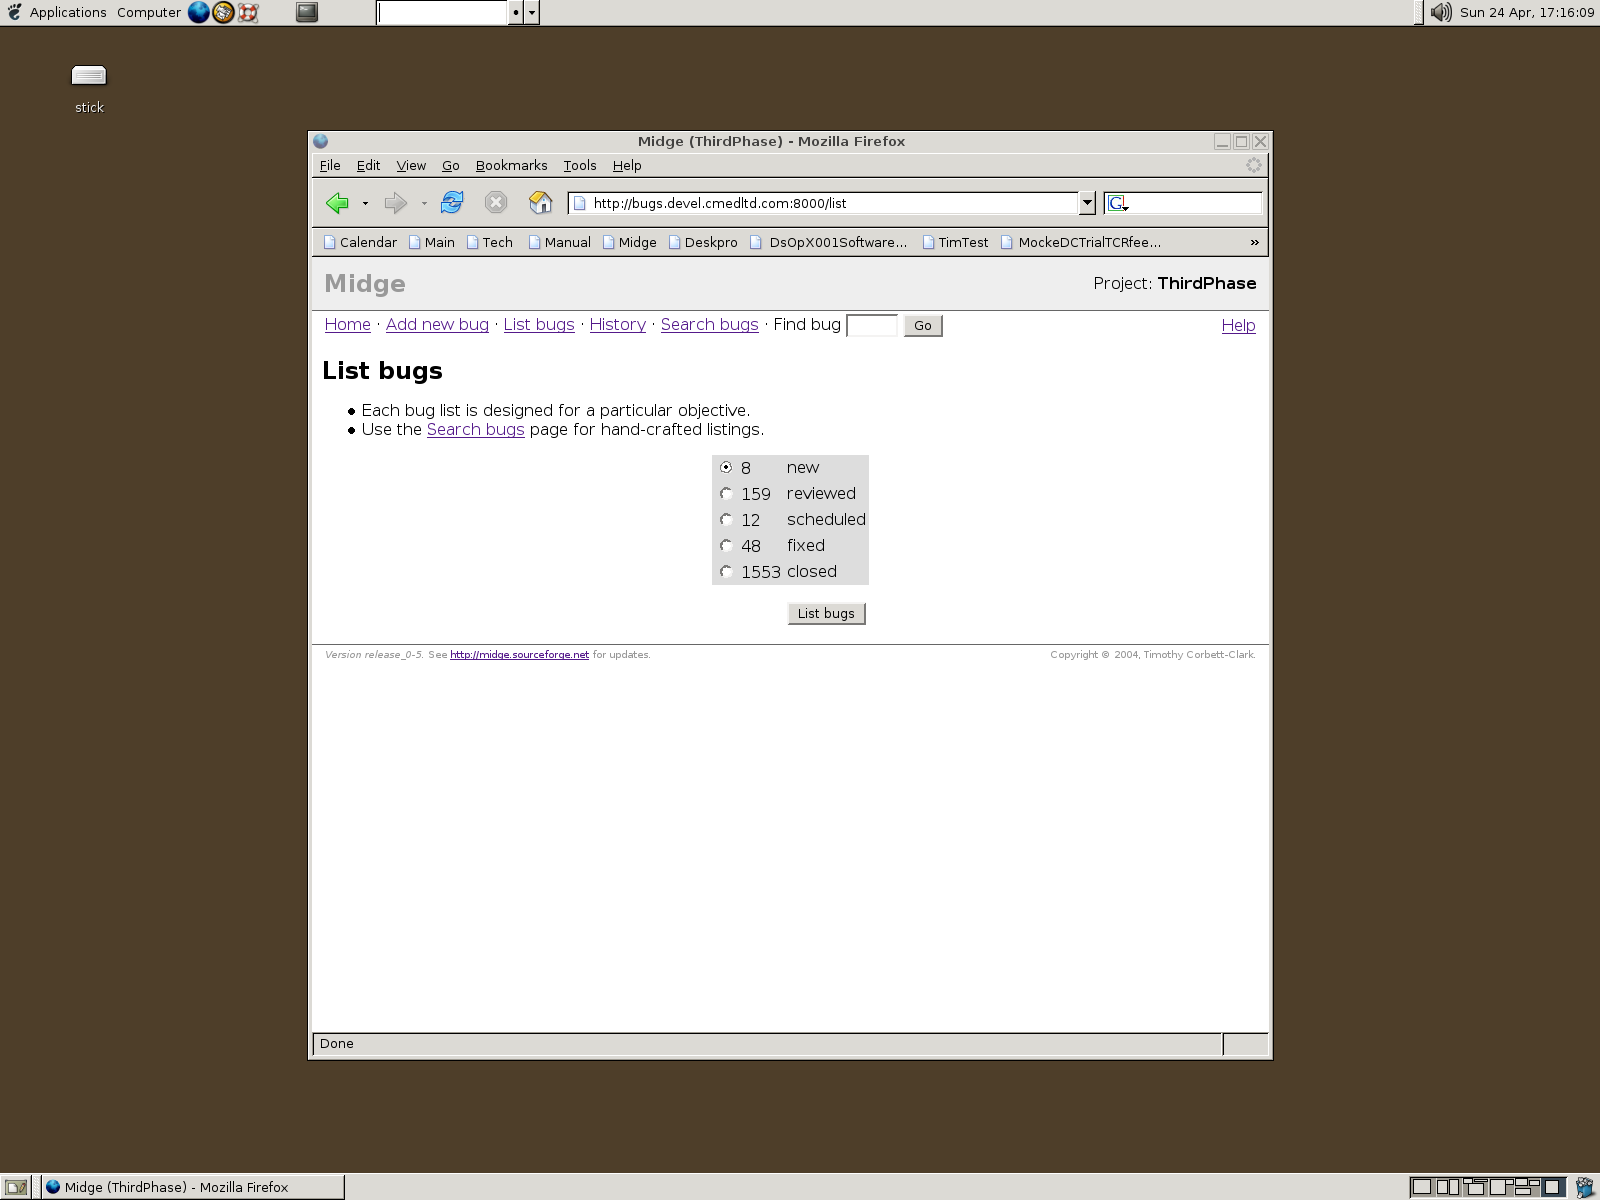 Applications Computer Sun 24 Apr, 17:16:09
stick
Midge (ThirdPhase) - Mozilla Firefox
File Edit View Go Bookmarks Tools Help
http://bugs.devel.cmedltd.com:8000/list G
Calendar Main Tech Manual Midge Deskpro DsOpX001Software... TimTest MockeDCTrialTCRfee... »
Midge Project: ThirdPhase
Home · Add new bug · List bugs · History · Search bugs · Find bug Go Help
List bugs
• Each bug list is designed for a particular objective.
• Use the Search bugs page for hand-crafted listings.
8 new
159 reviewed
12 scheduled
48 fixed
1553 closed
List bugs
Version release_0-5. See http://midge.sourceforge.net for updates. Copyright © 2004, Timothy Corbett-Clark.
Done
Midge (ThirdPhase) - Mozilla Firefox